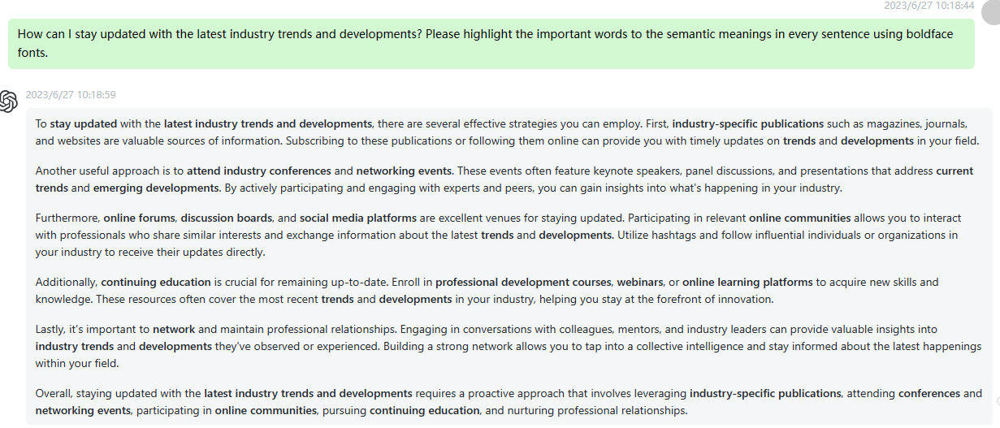 2023/6/27 10:18:44
How can I stay updated with the latest industry trends and developments? Please highlight the important words to the semantic meanings in every sentence using boldface
fonts.
2023/6/27 10:18:59
To stay updated with the latest industry trends and developments, there are several effective strategies you can employ. First, industry-specific publications such as magazines, journals,
and websites are valuable sources of information. Subscribing to these publications or following them online can provide you with timely updates on trends and developments in your field.
Another useful approach is to attend industry conferences and networking events. These events often feature keynote speakers, panel discussions, and presentations that address current
trends and emerging developments. By actively participating and engaging with experts and peers, you can gain insights into what's happening in your industry.
Furthermore, online forums, discussion boards, and social media platforms are excellent venues for staying updated. Participating in relevant online communities allows you to interact
with professionals who share similar interests and exchange information about the latest trends and developments. Utilize hashtags and follow influential individuals or organizations in
your industry to receive their updates directly.
Additionally, continuing education is crucial for remaining up-to-date. Enroll in professional development courses, webinars, or online learning platforms to acquire new skills and
knowledge. These resources often cover the most recent trends and developments in your industry, helping you stay at the forefront of innovation.
Lastly, it's important to network and maintain professional relationships. Engaging in conversations with colleagues, mentors, and industry leaders can provide valuable insights into
industry trends and developments they've observed or experienced. Building a strong network allows you to tap into a collective intelligence and stay informed about the latest happenings
within your field.
Overall, staying updated with the latest industry trends and developments requires a proactive approach that involves leveraging industry-specific publications, attending conferences and
networking events, participating in online communities, pursuing continuing education, and nurturing professional relationships.